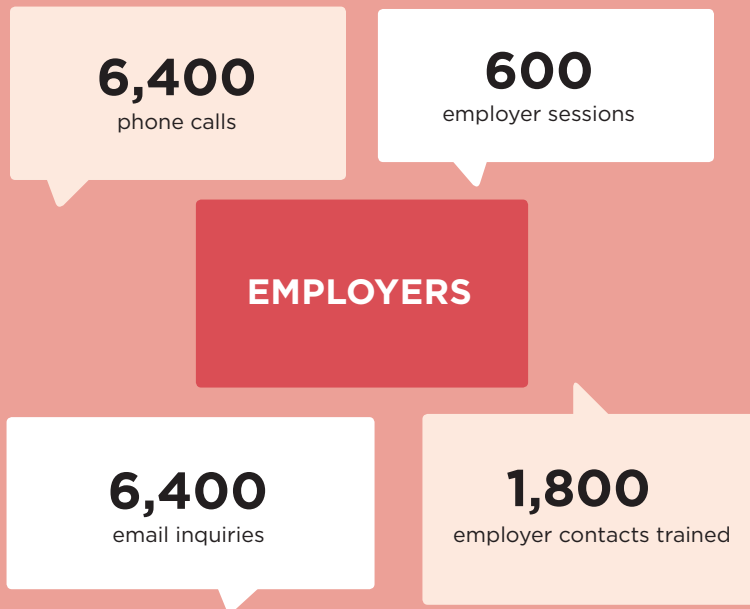 6,400
phone calls
600
employer sessions
EMPLOYERS
6,400
email inquiries
1,800
employer contacts trained